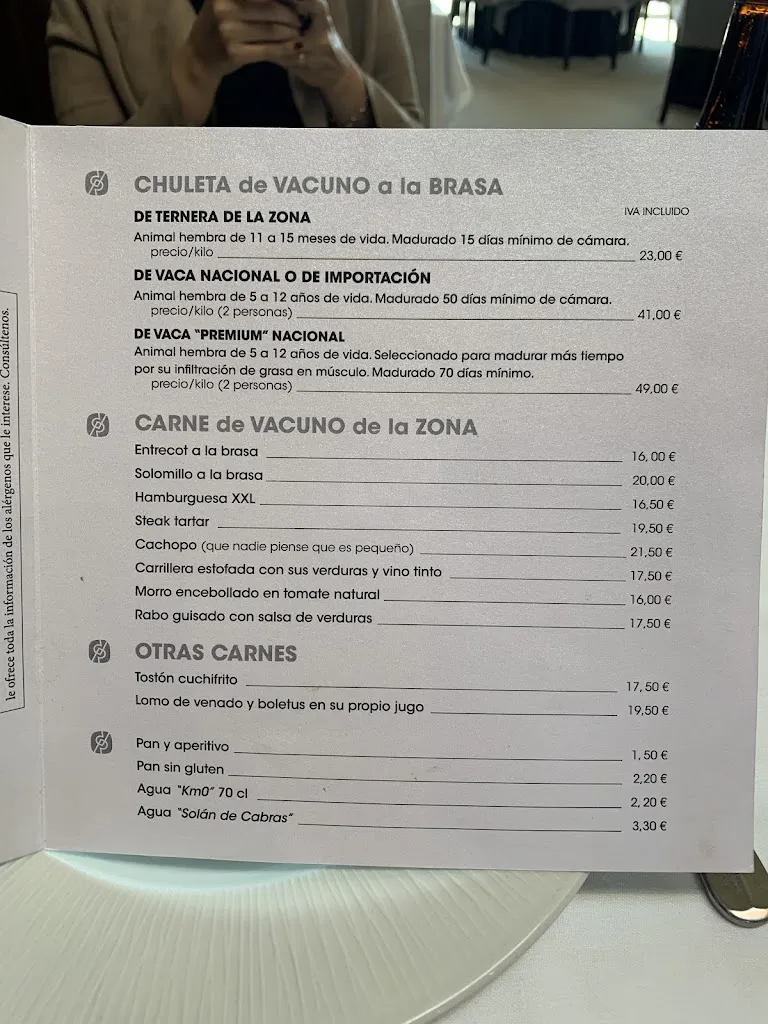 CHULETA de VACUNO a la BRASA
IVA INCLUIDO
DE TERNERA DE LA ZONA
Animal hembra de 11 a 15 meses de vida. Madurado 15 días mínimo de cámara.
precio/kilo 23,00 €
DE VACA NACIONAL O DE IMPORTACIÓN
Animal hembra de 5 a 12 años de vida. Madurado 50 días mínimo de cámara.
precio/kilo (2 personas) 41,00 €
DE VACA "PREMIUM" NACIONAL
Animal hembra de 5 a 12 años de vida. Seleccionado para madurar más tiempo
por su infiltración de grasa en músculo. Madurado 70 días mínimo.
precio/kilo (2 personas) 49,00 €
CARNE de VACUNO de la ZONA
Entrecot a la brasa 16,00 €
Solomillo a la brasa 20,00 €
Hamburguesa XXL 16,50 €
Steak tartar 19,50 €
Cachopo (que nadie piense que es pequeño) 21,50 €
Carrillera estofada con sus verduras y vino tinto 17,50 €
Morro encebollado en tomate natural 16,00 €
Rabo guisado con salsa de verduras 17,50 €
OTRAS CARNES
Tostón cuchifrito 17,50 €
Lomo de venado y boletus en su propio jugo 19,50 €
Pan y aperitivo 1,50 €
Pan sin gluten 2,20 €
Agua "Km0" 70 cl 2,20 €
Agua "Solán de Cabras" 3,30 €
le ofrece toda la información de los alérgenos que le interese. Consúltenos.